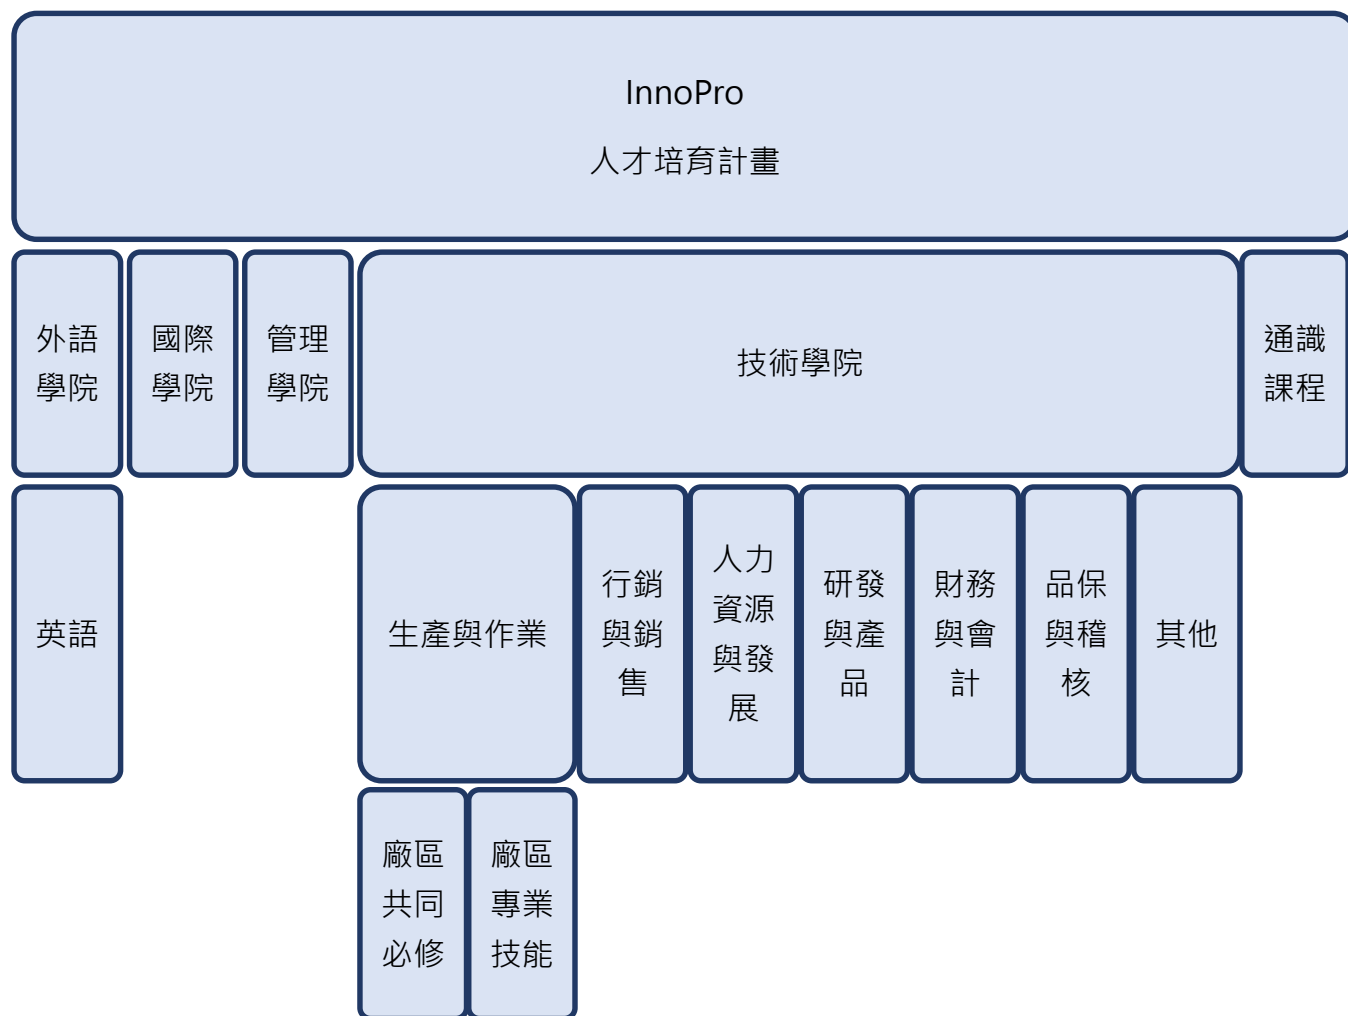 InnoPro
人才培育計畫
外語
學院
國際
學院
管理
學院
技術學院
通識
課程
英語
生產與作業
行銷
與銷
售
人力
資源
與發
展
研發
與產
品
財務
與會
計
品保
與稽
核
其他
廠區
共同
必修
廠區
專業
技能